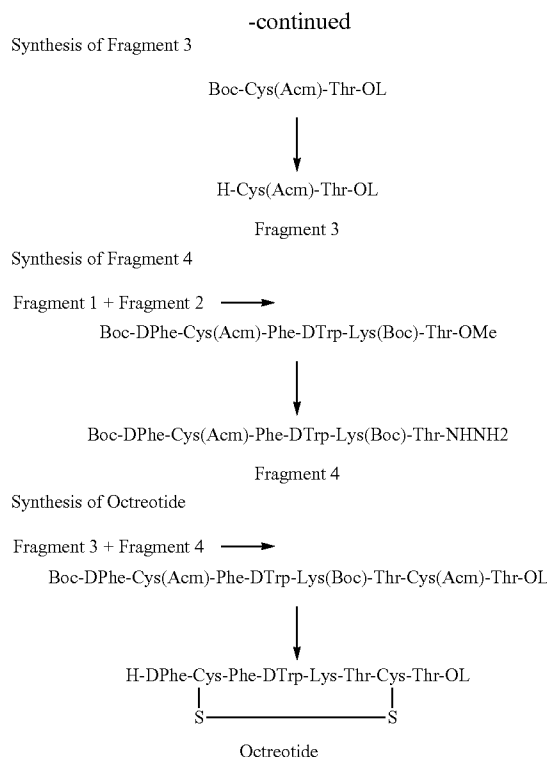 -continued
Synthesis of Fragment 3
Boc-Cys(Acm)-Thr-OL
H-Cys(Acm)-Thr-OL
Fragment 3
Synthesis of Fragment 4
Fragment 1 + Fragment 2
Boc-DPhe-Cys(Acm)-Phe-DTrp-Lys(Boc)-Thr-OMe
Boc-DPhe-Cys(Acm)-Phe-DTrp-Lys(Boc)-Thr-NHNH2
Fragment 4
Synthesis of Octreotide
Fragment 3 + Fragment 4
Boc-DPhe-Cys(Acm)-Phe-DTrp-Lys(Boc)-Thr-Cys(Acm)-Thr-OL
H-DPhe-Cys-Phe-DTrp-Lys-Thr-Cys-Thr-OL
S S
Octreotide